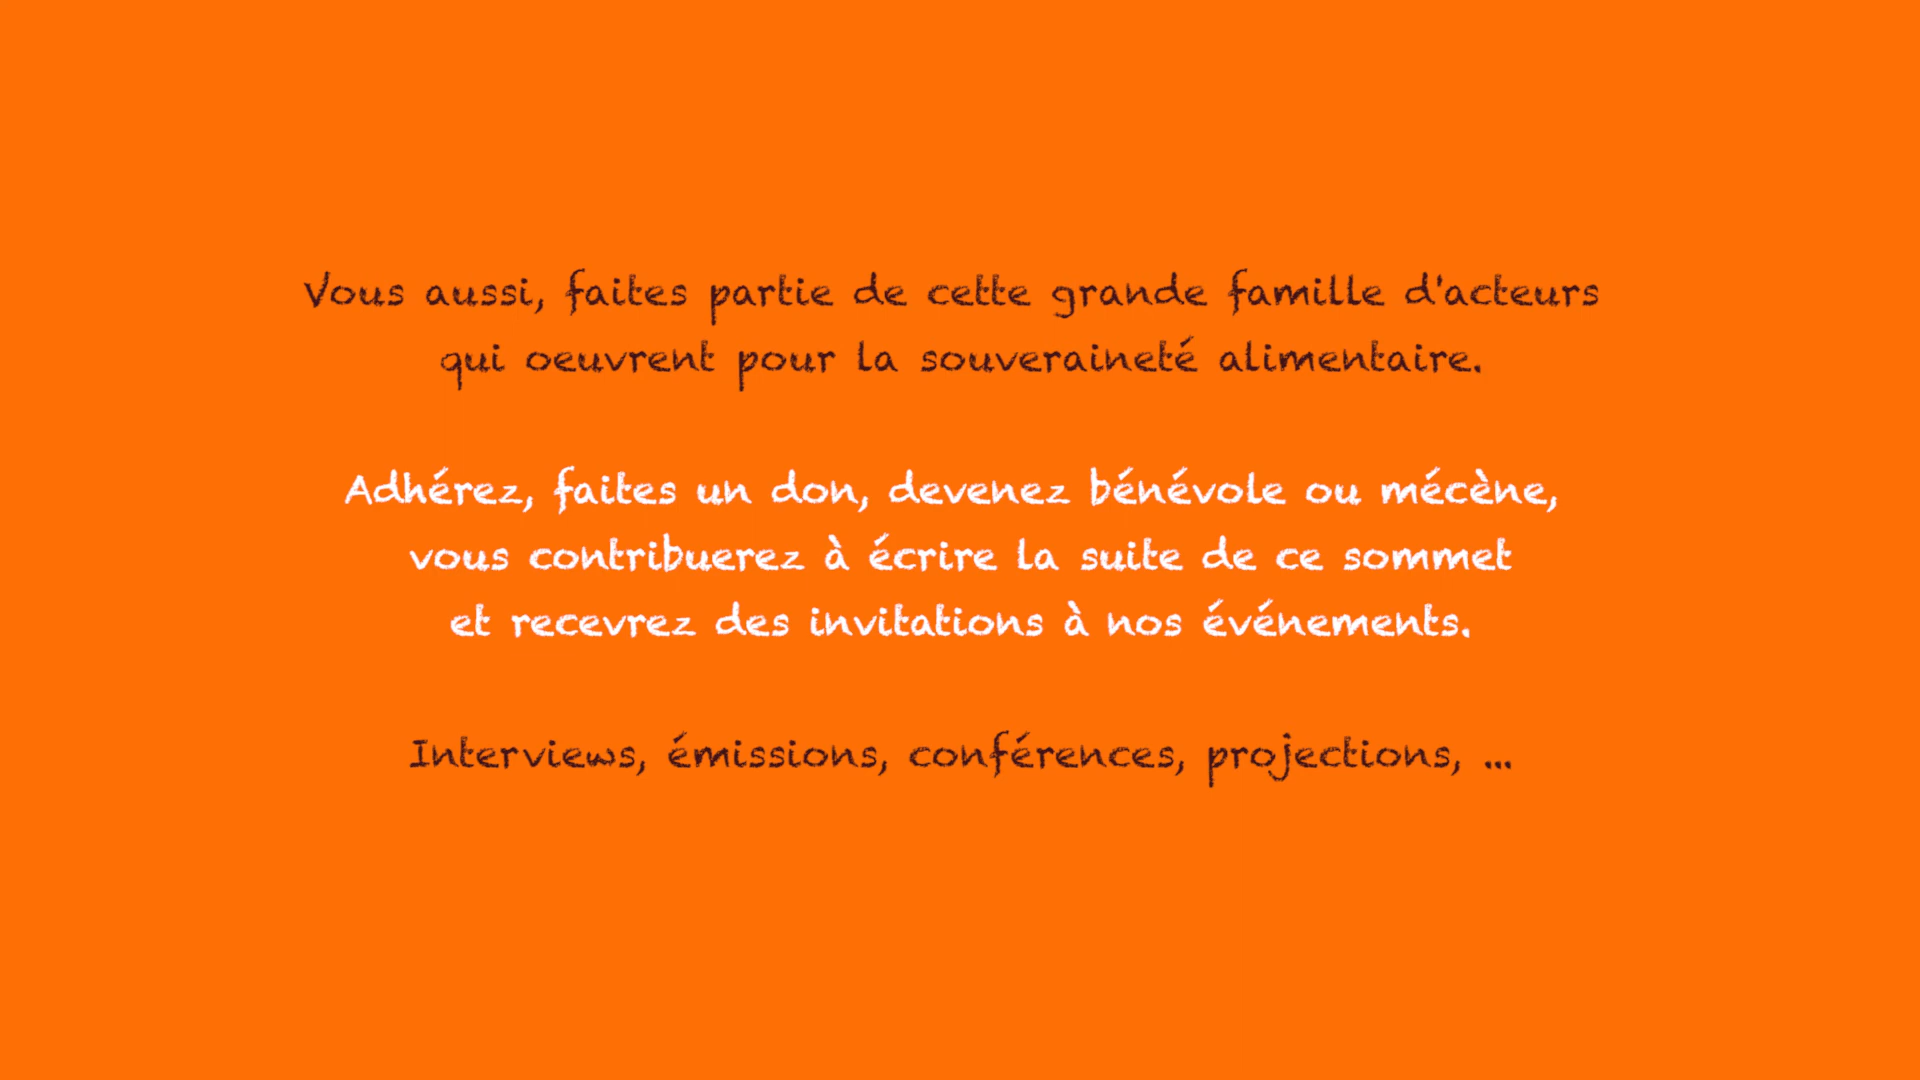 Vous aussi, faites partie de cette grande famille d'acteurs
qui oeuvrent pour la souveraineté alimentaire.
Adhérez, faites un don, devenez bénévole ou mécène,
vous contribuerez à écrire la suite de ce sommet
et recevrez des invitations à nos événements.
Interviews, émissions, conférences, projections, ...